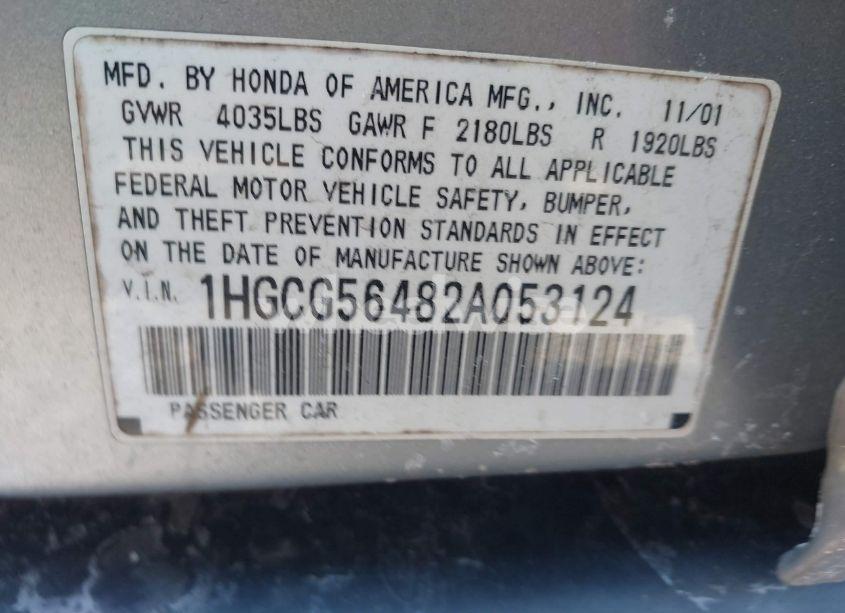 MFD. BY HONDA OF AMERICA MFG., INC. 11/01
GVWR 4035LBS GAWR F 2180LBS R 1920LBS
THIS VEHICLE CONFORMS TO ALL APPLICABLE
FEDERAL MOTOR VEHICLE SAFETY, BUMPER,
AND THEFT PREVENTION STANDARDS IN EFFECT
ON THE DATE OF MANUFACTURE SHOWN ABOVE:
V.I.N. 1HGCG56482A053124
PASSENGER CAR